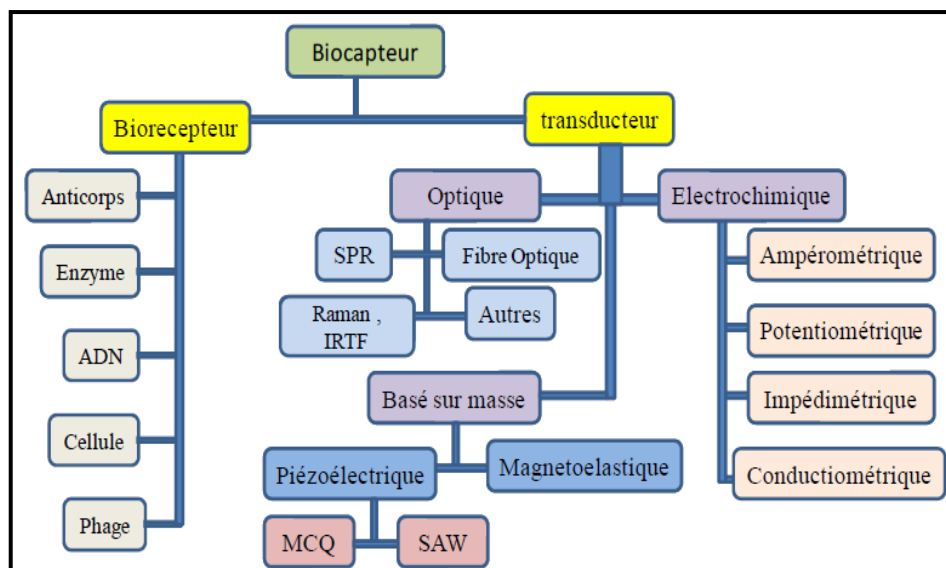 Biocapteur
Biorecepteur
transducteur
Anticorps
Enzyme
ADN
Cellule
Phage
Optique
SPR
Fibre Optique
Raman ,
IRTF
Autres
Basé sur masse
Piézoélectrique
Magnetoelastique
MCQ
SAW
Electrochimique
Ampérométrique
Potentiométrique
Impédimétrique
Conductiométrique